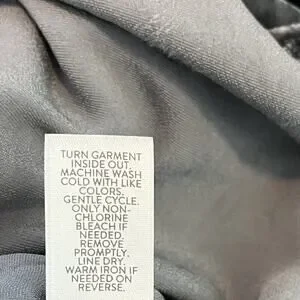 TURN GARMENT
INSIDE OUT.
MACHINE WASH
COLD WITH LIKE
COLORS.
GENTLE CYCLE.
ONLY NON-
CHLORINE
BLEACH IF
NEEDED.
REMOVE
PROMPTLY.
LINE DRY.
WARM IRON IF
NEEDED ON
REVERSE.